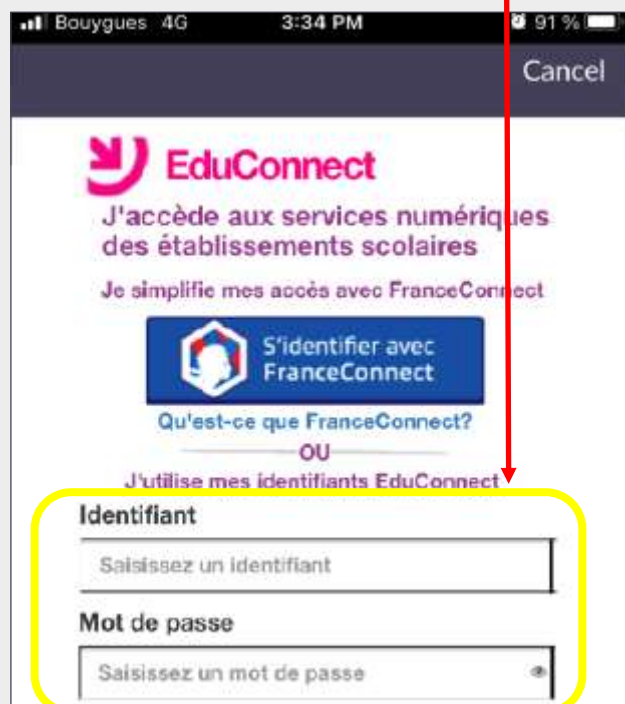 Bouygues 4G 3:34 PM 91 %
Cancel
EduConnect
J'accède aux services numériques
des établissements scolaires
Je simplifie mes accès avec FranceConnect
S'identifier avec
FranceConnect
Qu'est-ce que FranceConnect?
OU
J'utilise mes identifiants EduConnect
Identifiant
Saisissez un identifiant
Mot de passe
Saisissez un mot de passe